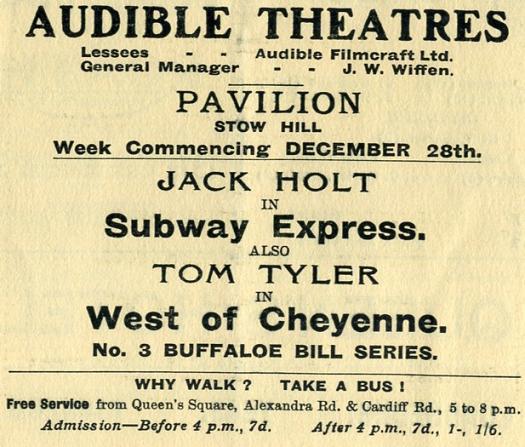 AUDIBLE THEATRES
Lessees - - Audible Filmcraft Ltd.
General Manager - - J. W. Wiffen.
PAVILION
STOW HILL
Week Commencing DECEMBER 28th.
JACK HOLT
IN
Subway Express.
ALSO
TOM TYLER
IN
West of Cheyenne.
No. 3 BUFFALOE BILL SERIES.
WHY WALK ? TAKE A BUS !
Free Service from Queen's Square, Alexandra Rd. & Cardiff Rd., 5 to 8 p.m.
Admission—Before 4 p.m., 7d. After 4 p.m., 7d., 1-, 1/6.